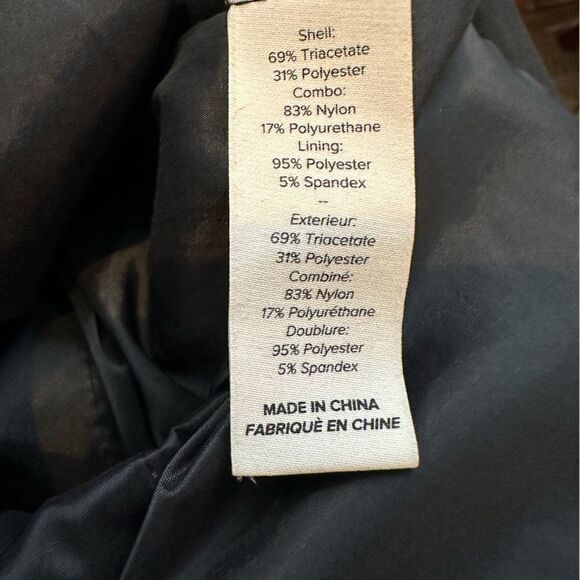 Shell:
69% Triacetate
31% Polyester
Combo:
83% Nylon
17% Polyurethane
Lining:
95% Polyester
5% Spandex
--
Exterieur:
69% Triacetate
31% Polyester
Combiné:
83% Nylon
17% Polyuréthane
Doublure:
95% Polyester
5% Spandex
MADE IN CHINA
FABRIQUÈ EN CHINE